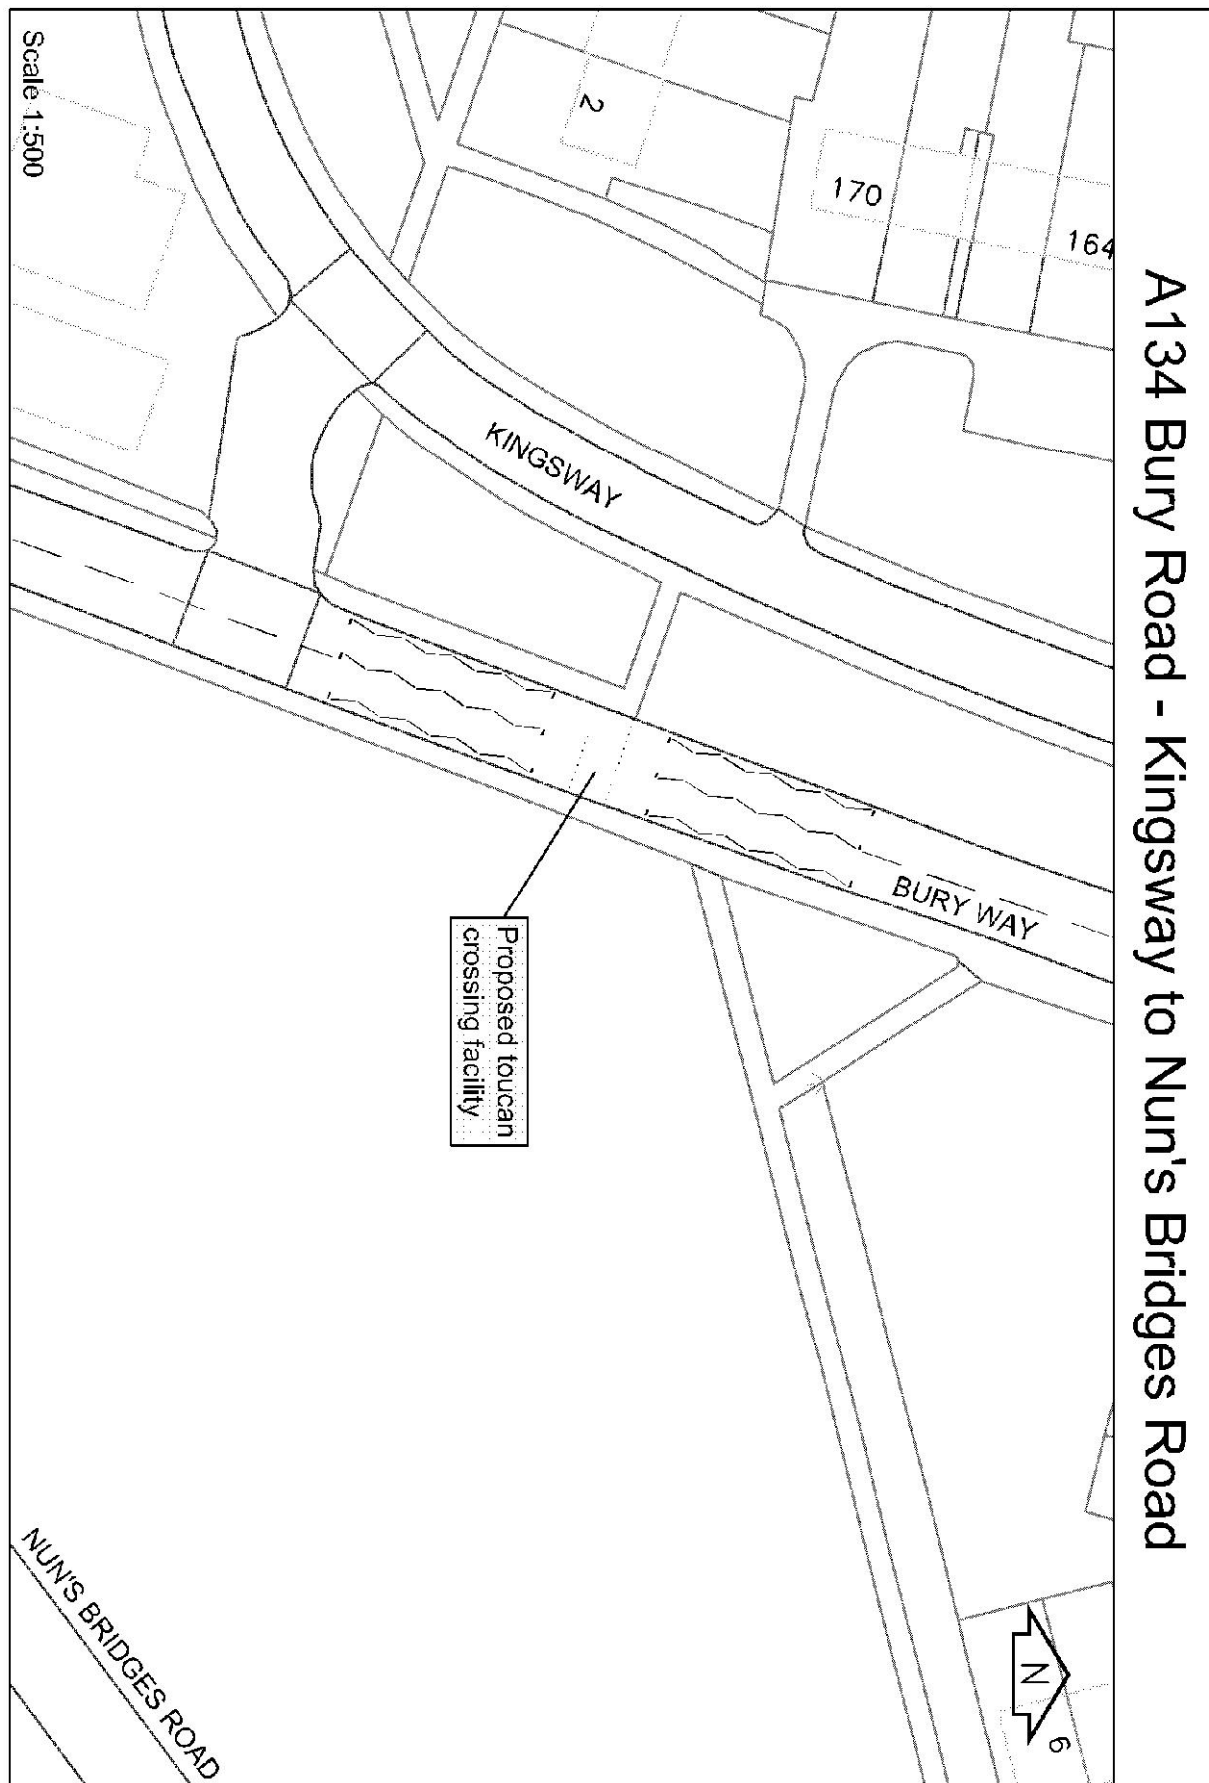 A134 Bury Road - Kingsway to Nun's Bridges Road
164
170
2
KINGSWAY
BURY WAY
Proposed toucan
crossing facility
N
6
NUN'S BRIDGES ROAD
Scale 1:500